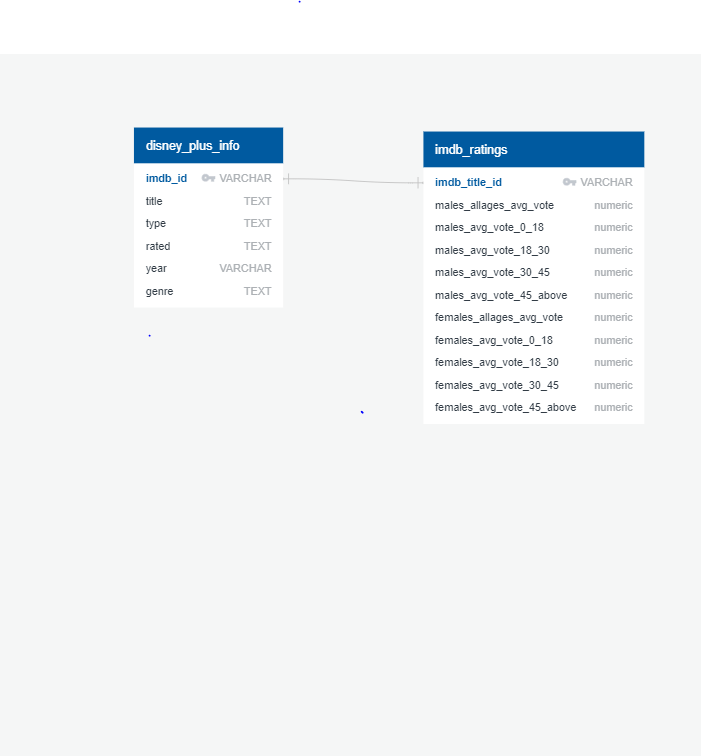 disney_plus_info
imdb_id VARCHAR
title TEXT
type TEXT
rated TEXT
year VARCHAR
genre TEXT
imdb_ratings
imdb_title_id VARCHAR
males_allages_avg_vote numeric
males_avg_vote_0_18 numeric
males_avg_vote_18_30 numeric
males_avg_vote_30_45 numeric
males_avg_vote_45_above numeric
females_allages_avg_vote numeric
females_avg_vote_0_18 numeric
females_avg_vote_18_30 numeric
females_avg_vote_30_45 numeric
females_avg_vote_45_above numeric